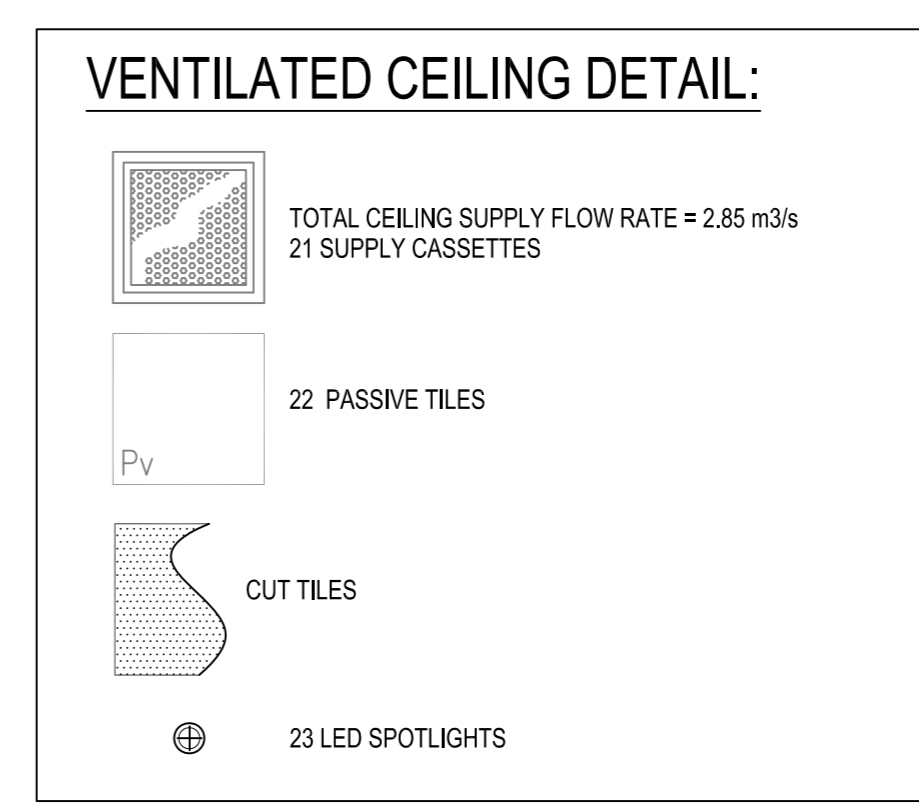 VENTILATED CEILING DETAIL:
TOTAL CEILING SUPPLY FLOW RATE = 2.85 m3/s
21 SUPPLY CASSETTES
22 PASSIVE TILES
Pv
CUT TILES
23 LED SPOTLIGHTS